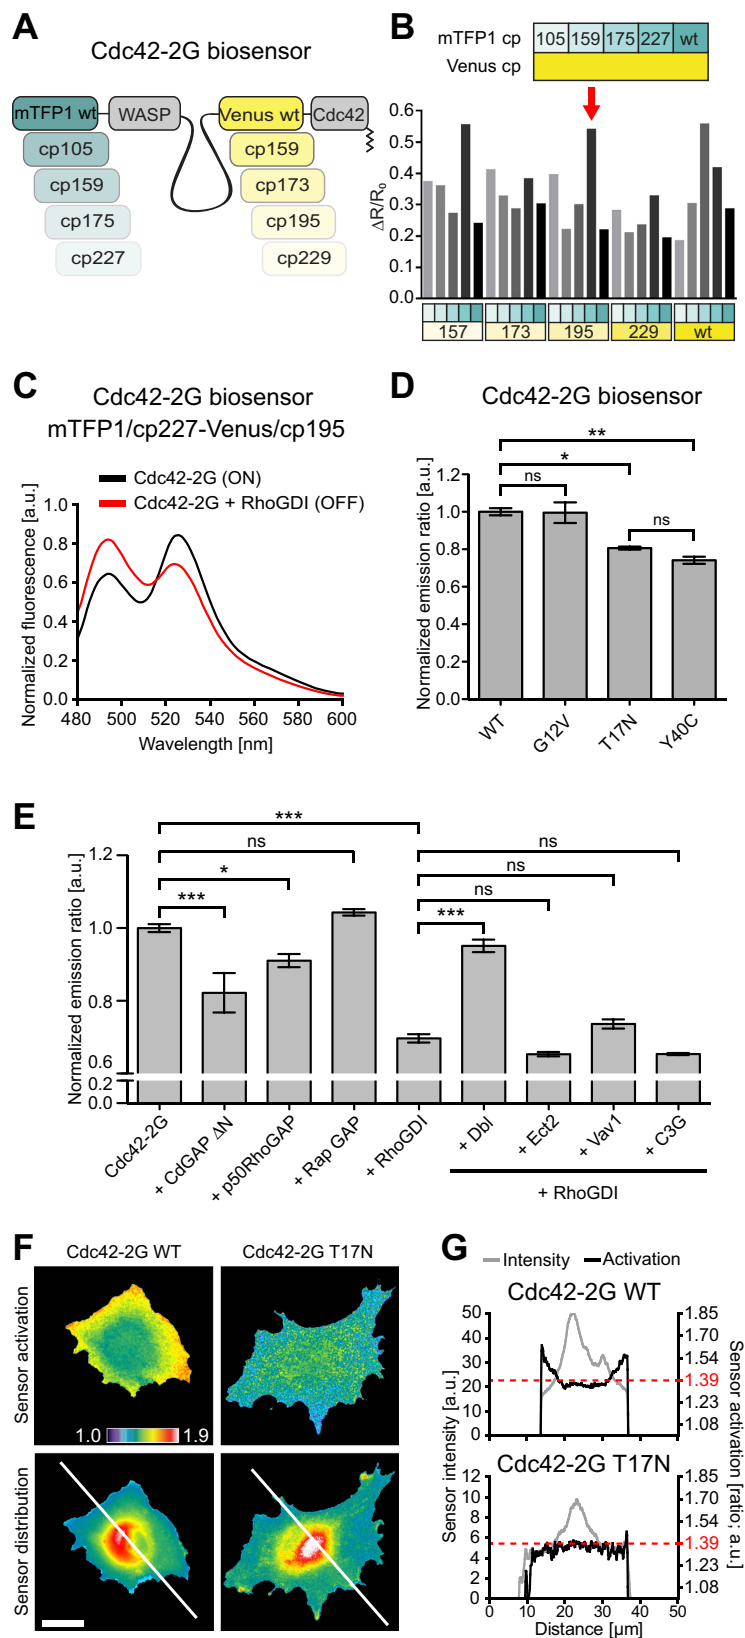 A
Cdc42-2G biosensor
mTFP1 wt
WASP
Venus wt
Cdc42
cp105
cp159
cp159
cp173
cp175
cp195
cp227
cp229
B
mTFP1 cp
105 159 175 227 wt
Venus cp
ΔR/R0
0.6
0.5
0.4
0.3
0.2
0.1
0.0
157 173 195 229 wt
C
Cdc42-2G biosensor
mTFP1/cp227-Venus/cp195
Cdc42-2G (ON)
Cdc42-2G + RhoGDI (OFF)
Normalized fluorescence [a.u.]
1.0
0.8
0.6
0.4
0.2
0.0
480 500 520 540 560 580 600
Wavelength [nm]
D
Cdc42-2G biosensor
**
*
ns
ns
Normalized emission ratio [a.u.]
1.2
1.0
0.8
0.6
0.4
0.2
0.0
WT
G12V
T17N
Y40C
E
***
ns
ns
*
ns
***
ns
***
Normalized emission ratio [a.u.]
1.2
1.0
0.8
0.6
0.2
0.0
Cdc42-2G
+ CdGAP ΔN
+ p50RhoGAP
+ Rap GAP
+ RhoGDI
+ Dbl
+ Ect2
+ Vav1
+ C3G
+ RhoGDI
F
Cdc42-2G WT
Cdc42-2G T17N
Sensor activation
1.0
1.9
Sensor distribution
G
Intensity
Activation
Cdc42-2G WT
50
40
30
20
10
0
1.85
1.70
1.54
1.39
1.23
1.08
Cdc42-2G T17N
12
10
8
6
4
2
0
1.85
1.70
1.54
1.39
1.23
1.08
Sensor intensity [a.u.]
Sensor activation [ratio; a.u.]
0 10 20 30 40 50
Distance [µm]